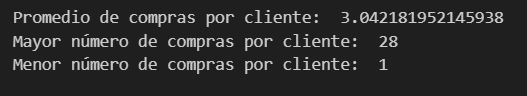 Promedio de compras por cliente:  3.042181952145938
Mayor número de compras por cliente:  28
Menor número de compras por cliente:  1